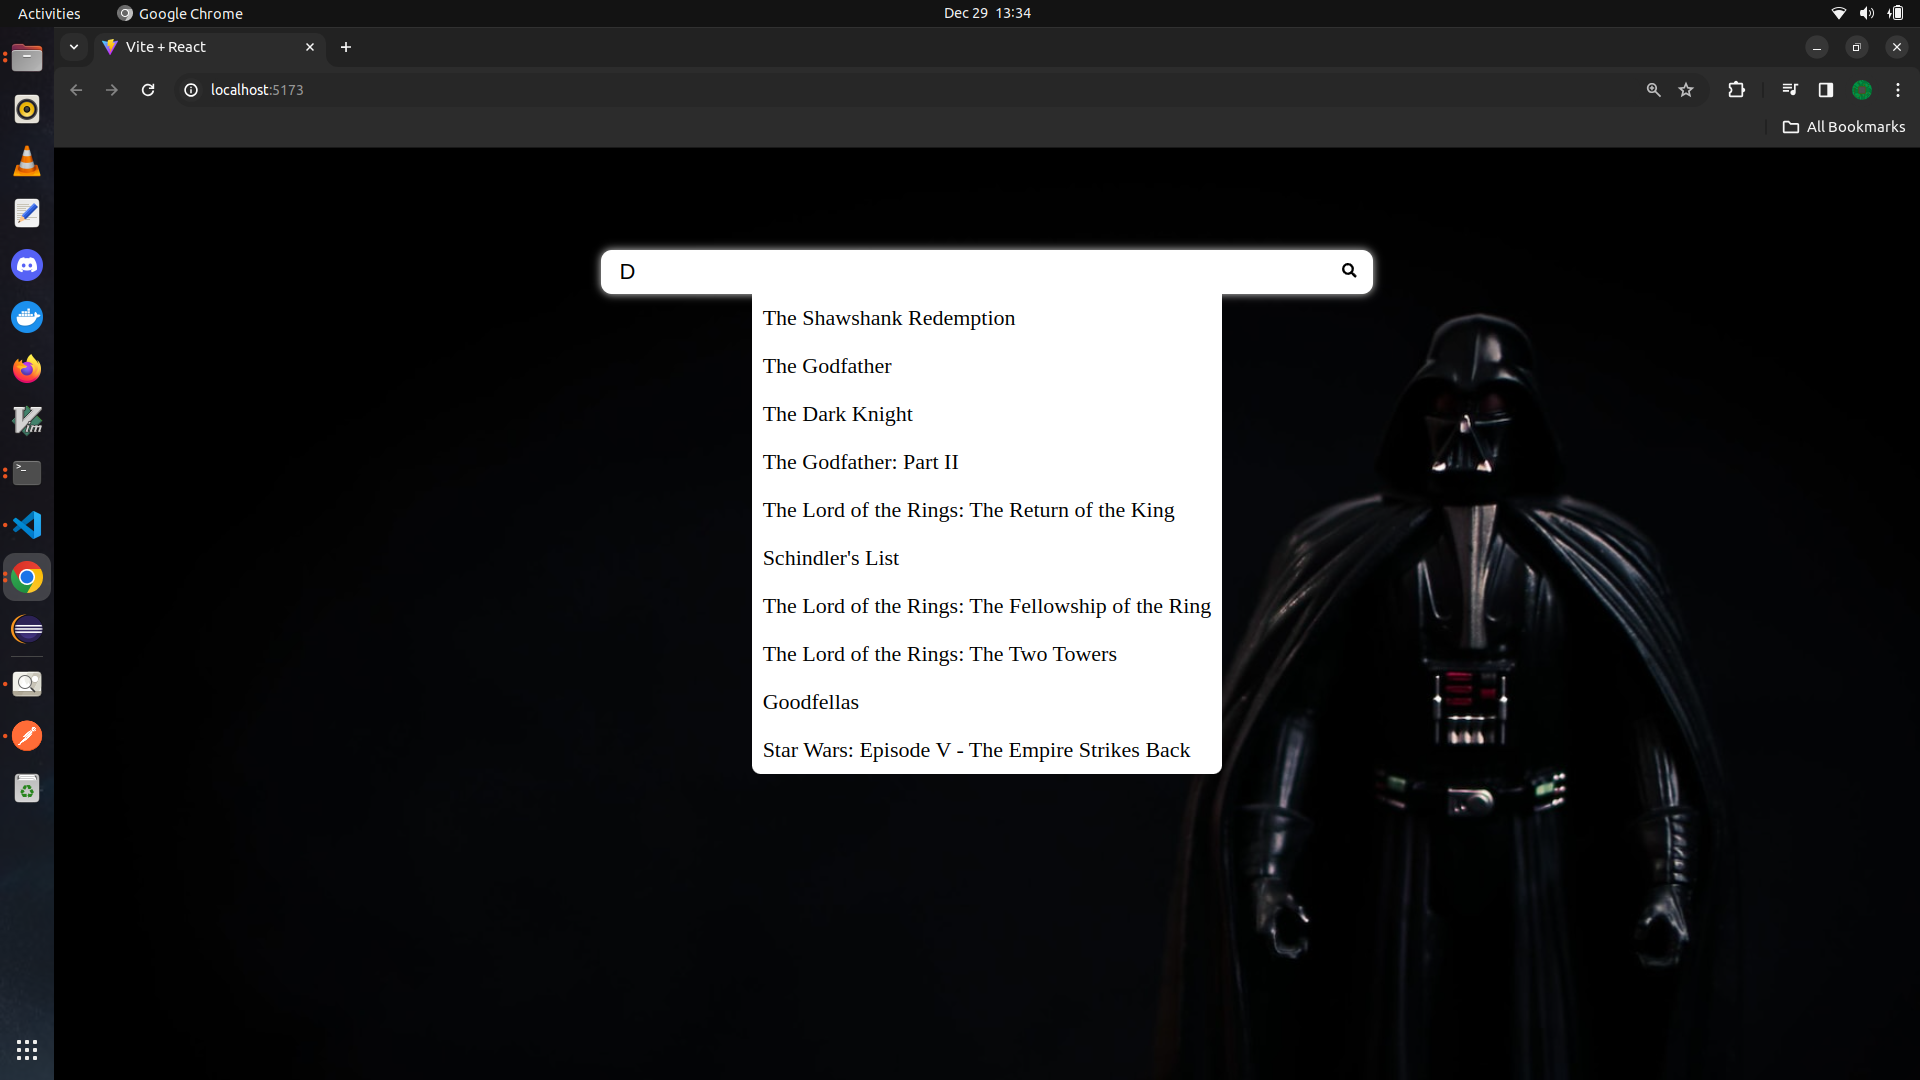 Activities
Google Chrome
Dec 29 13:34
Vite + React
localhost:5173
All Bookmarks
D
The Shawshank Redemption
The Godfather
The Dark Knight
The Godfather: Part II
The Lord of the Rings: The Return of the King
Schindler's List
The Lord of the Rings: The Fellowship of the Ring
The Lord of the Rings: The Two Towers
Goodfellas
Star Wars: Episode V - The Empire Strikes Back
Vim